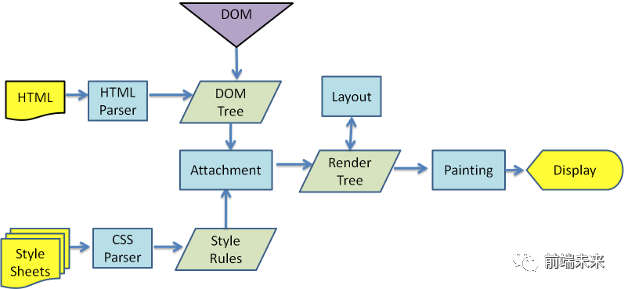 DOM
HTML
HTML
Parser
DOM
Tree
Layout
Attachment
Render
Tree
Painting
Display
Style
Sheets
CSS
Parser
Style
Rules
前端未来